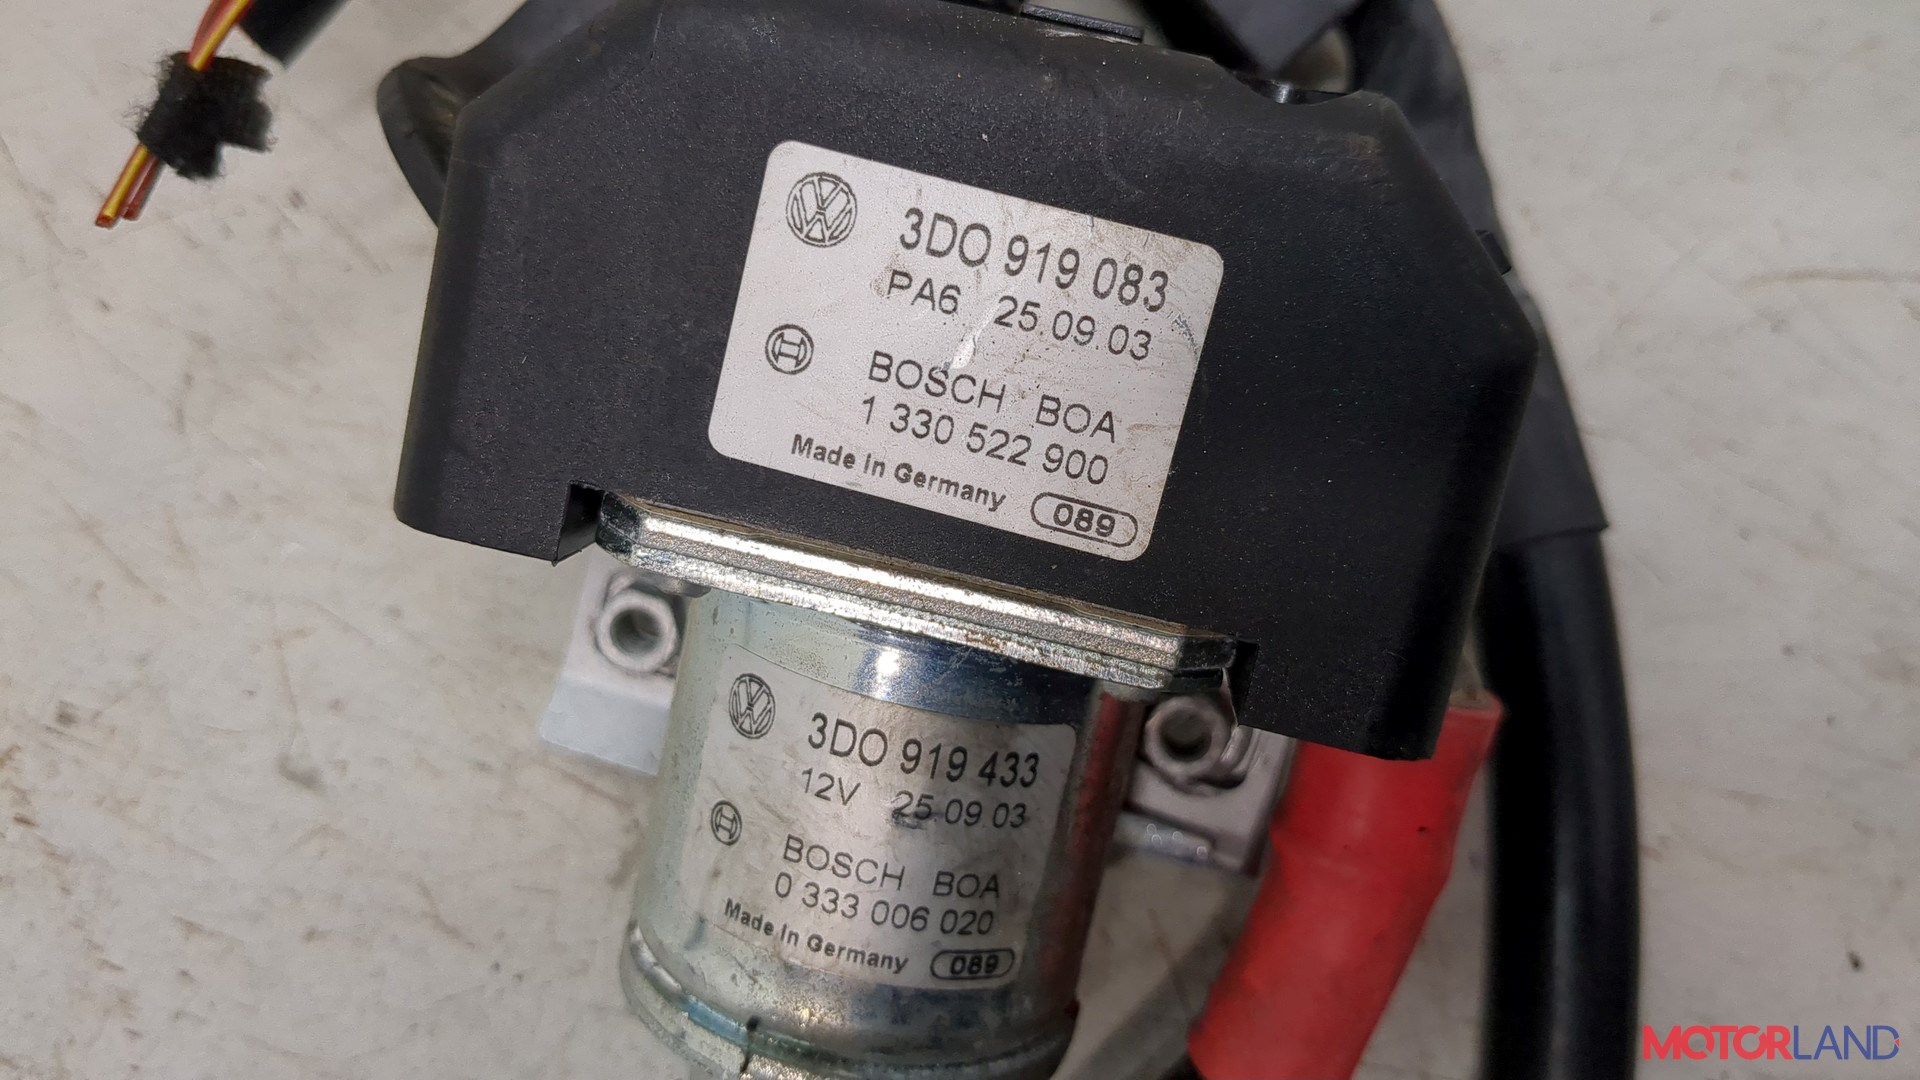 3D0 919 083
PA6 25.09.03
BOSCH BOA
1 330 522 900
Made in Germany 089
3D0 919 433
12V 25.09.03
BOSCH BOA
0 333 006 020
Made in Germany 089
MOTORLAND